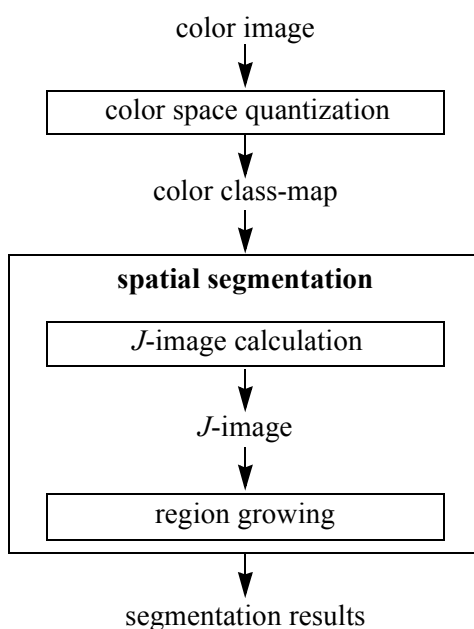 color image
color space quantization
color class-map
spatial segmentation
J-image calculation
J-image
region growing
segmentation results